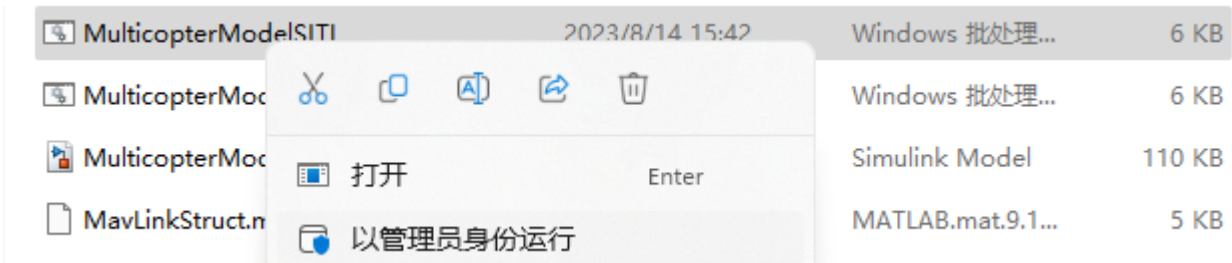 MulticopterModelSITL 2023/8/14 15:42 Windows 批处理... 6 KB
MulticopterMod Windows 批处理... 6 KB
MulticopterMod Simulink Model 110 KB
打开 Enter
MavLinkStruct.m MATLAB.mat.9.1... 5 KB
以管理员身份运行